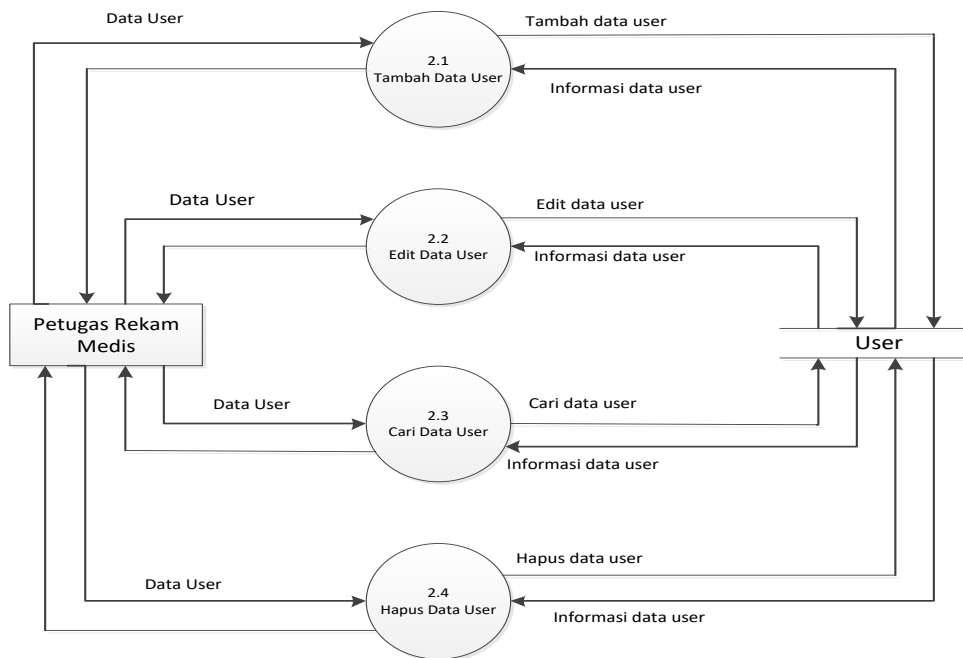 Data User
Tambah data user
2.1
Tambah Data User
Informasi data user
Data User
Edit data user
2.2
Edit Data User
Informasi data user
Petugas Rekam
Medis
User
Data User
Cari data user
2.3
Cari Data User
Informasi data user
Hapus data user
Data User
2.4
Hapus Data User
Informasi data user